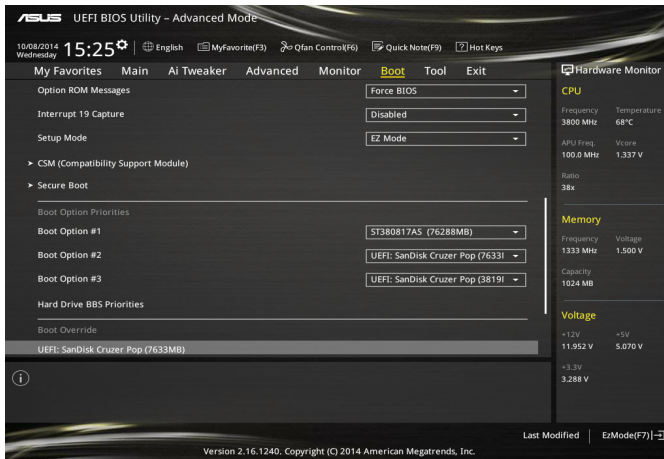 ASUS UEFI BIOS Utility – Advanced Mode
10/08/2014 Wednesday 15:25 English MyFavorite(F3) Qfan Control(F6) Quick Note(F9) ? Hot Keys
My Favorites Main Ai Tweaker Advanced Monitor Boot Tool Exit
Option ROM Messages Force BIOS
Interrupt 19 Capture Disabled
Setup Mode EZ Mode
> CSM (Compatibility Support Module)
> Secure Boot
Boot Option Priorities
Boot Option #1 ST380817AS (76288MB)
Boot Option #2 UEFI: SanDisk Cruzer Pop (7633l
Boot Option #3 UEFI: SanDisk Cruzer Pop (3819l
Hard Drive BBS Priorities
Boot Override
UEFI: SanDisk Cruzer Pop (7633MB)
i
Hardware Monitor
CPU
Frequency Temperature
3800 MHz 68°C
APU Freq. Vcore
100.0 MHz 1.337 V
Ratio
38x
Memory
Frequency Voltage
1333 MHz 1.500 V
Capacity
1024 MB
Voltage
+12V +5V
11.952 V 5.070 V
+3.3V
3.288 V
Last Modified EzMode(F7)
Version 2.16.1240. Copyright (C) 2014 American Megatrends, Inc.